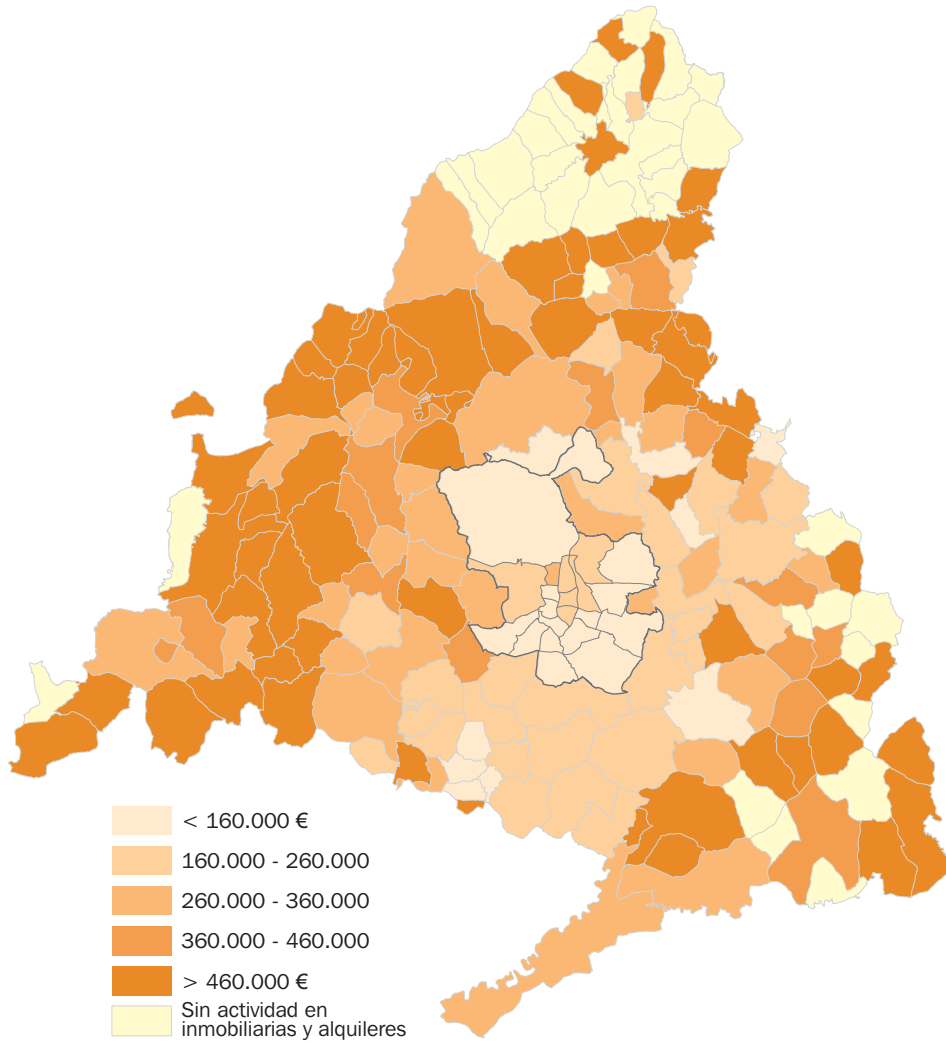 < 160.000 €
160.000 - 260.000
260.000 - 360.000
360.000 - 460.000
> 460.000 €
Sin actividad en
inmobiliarias y alquileres